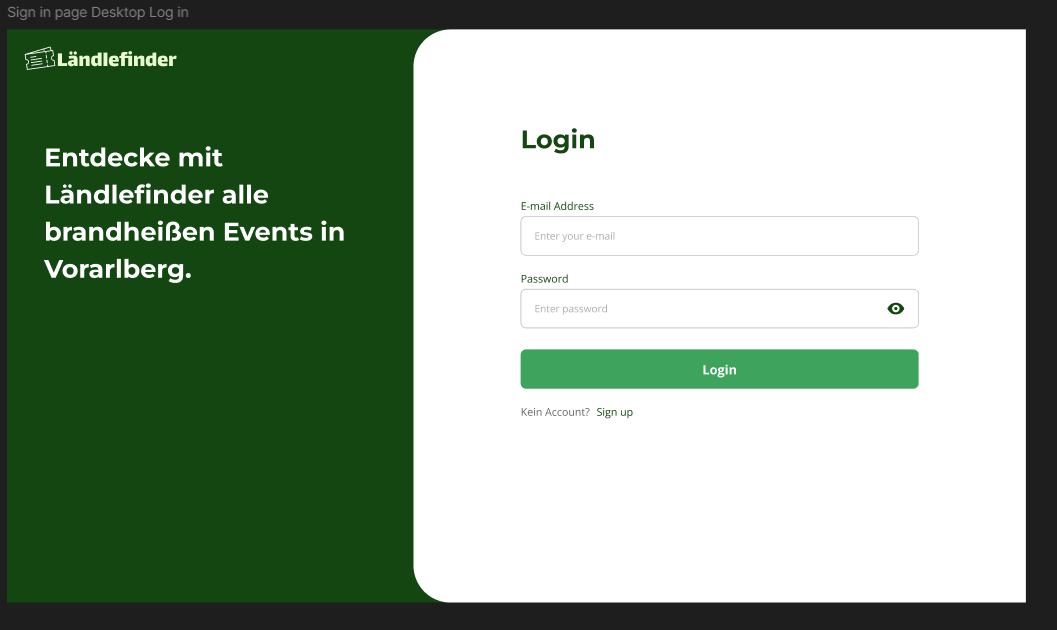 Sign in page Desktop Log in
Ländlefinder
Entdecke mit
Ländlefinder alle
brandheißen Events in
Vorarlberg.
Login
E-mail Address
Enter your e-mail
Password
Enter password
Login
Kein Account? Sign up